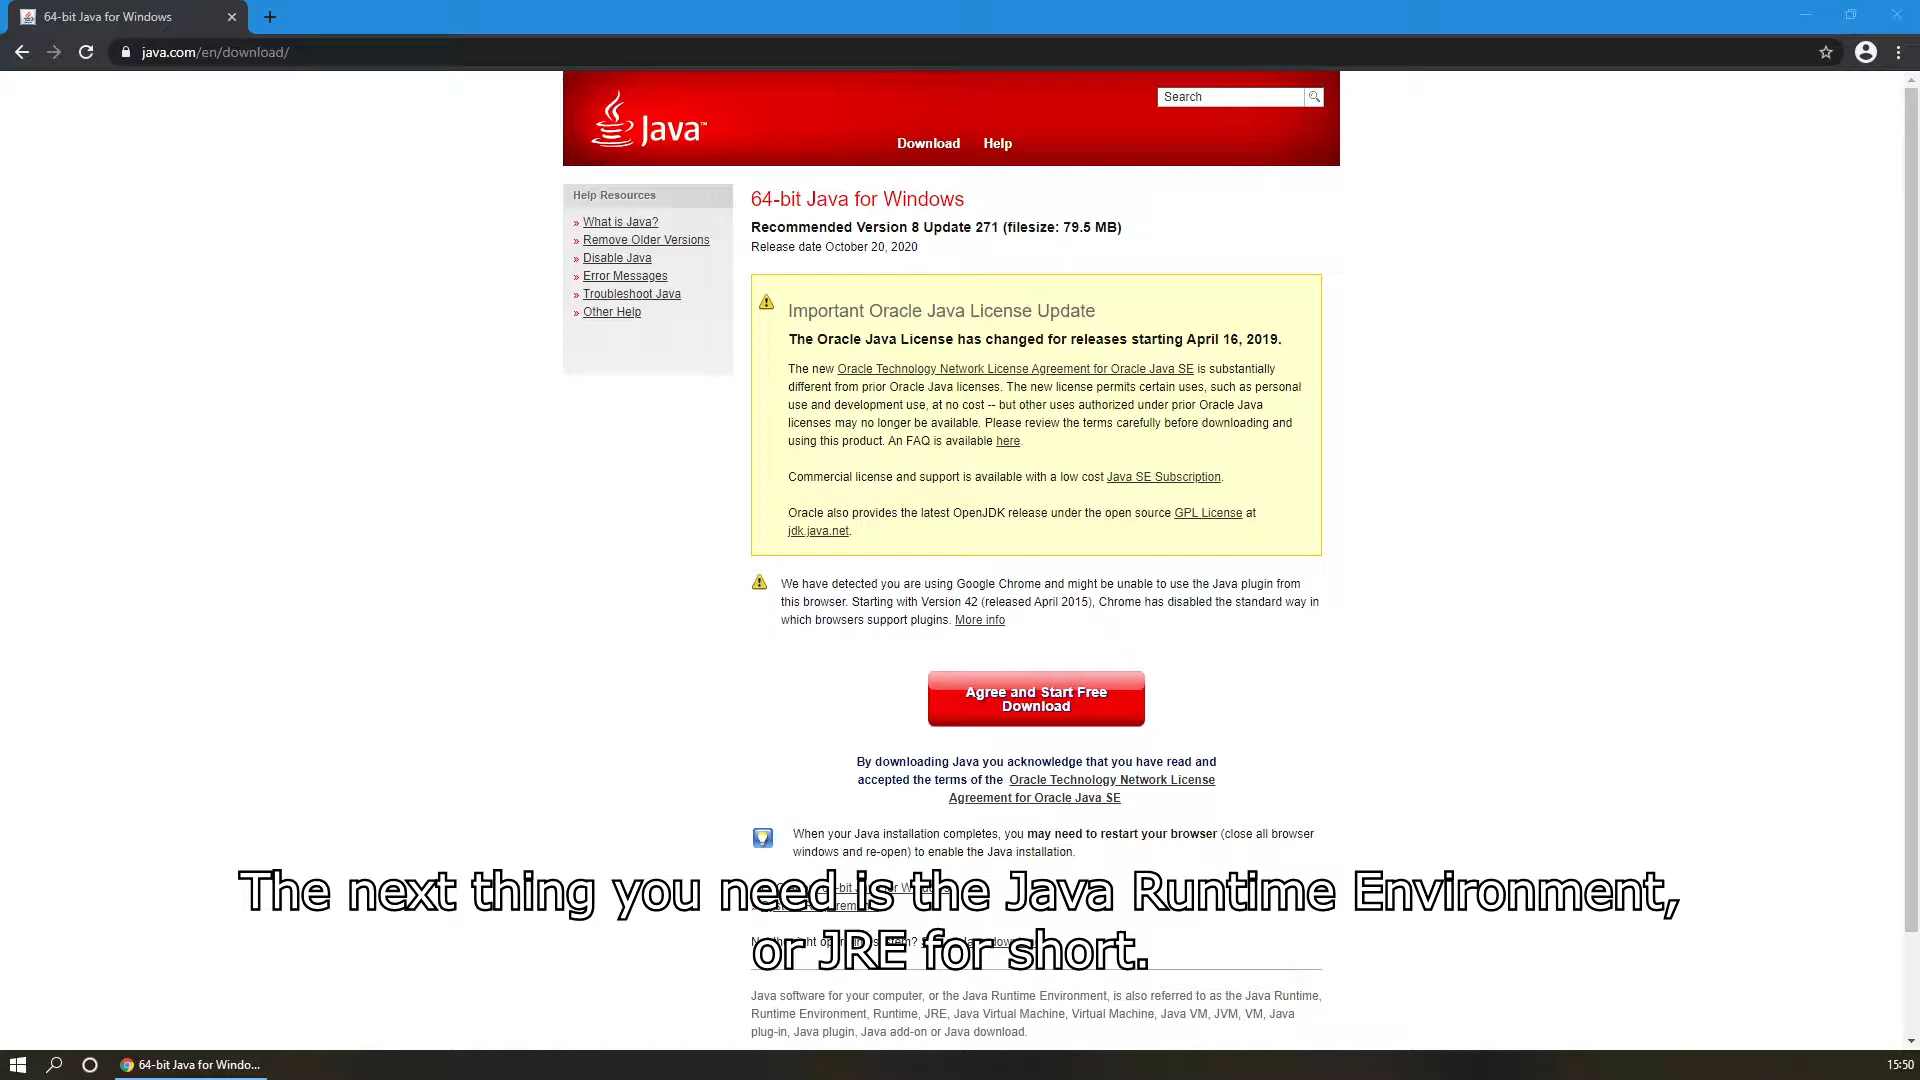 64-bit Java for Windows
java.com/en/download/
Search
Java™
Download Help
Help Resources
» What is Java?
» Remove Older Versions
» Disable Java
» Error Messages
» Troubleshoot Java
» Other Help
64-bit Java for Windows
Recommended Version 8 Update 271 (filesize: 79.5 MB)
Release date October 20, 2020
Important Oracle Java License Update
The Oracle Java License has changed for releases starting April 16, 2019.
The new Oracle Technology Network License Agreement for Oracle Java SE is substantially
different from prior Oracle Java licenses. The new license permits certain uses, such as personal
use and development use, at no cost -- but other uses authorized under prior Oracle Java
licenses may no longer be available. Please review the terms carefully before downloading and
using this product. An FAQ is available here.
Commercial license and support is available with a low cost Java SE Subscription.
Oracle also provides the latest OpenJDK release under the open source GPL License at
jdk.java.net.
We have detected you are using Google Chrome and might be unable to use the Java plugin from
this browser. Starting with Version 42 (released April 2015), Chrome has disabled the standard way in
which browsers support plugins. More info
Agree and Start Free
Download
By downloading Java you acknowledge that you have read and
accepted the terms of the Oracle Technology Network License
Agreement for Oracle Java SE
When your Java installation completes, you may need to restart your browser (close all browser
windows and re-open) to enable the Java installation.
The next thing you need is the Java Runtime Environment,
or JRE for short.
Java software for your computer, or the Java Runtime Environment, is also referred to as the Java Runtime,
Runtime Environment, Runtime, JRE, Java Virtual Machine, Virtual Machine, Java VM, JVM, VM, Java
plug-in, Java plugin, Java add-on or Java download.
64-bit Java for Windo...
15:50